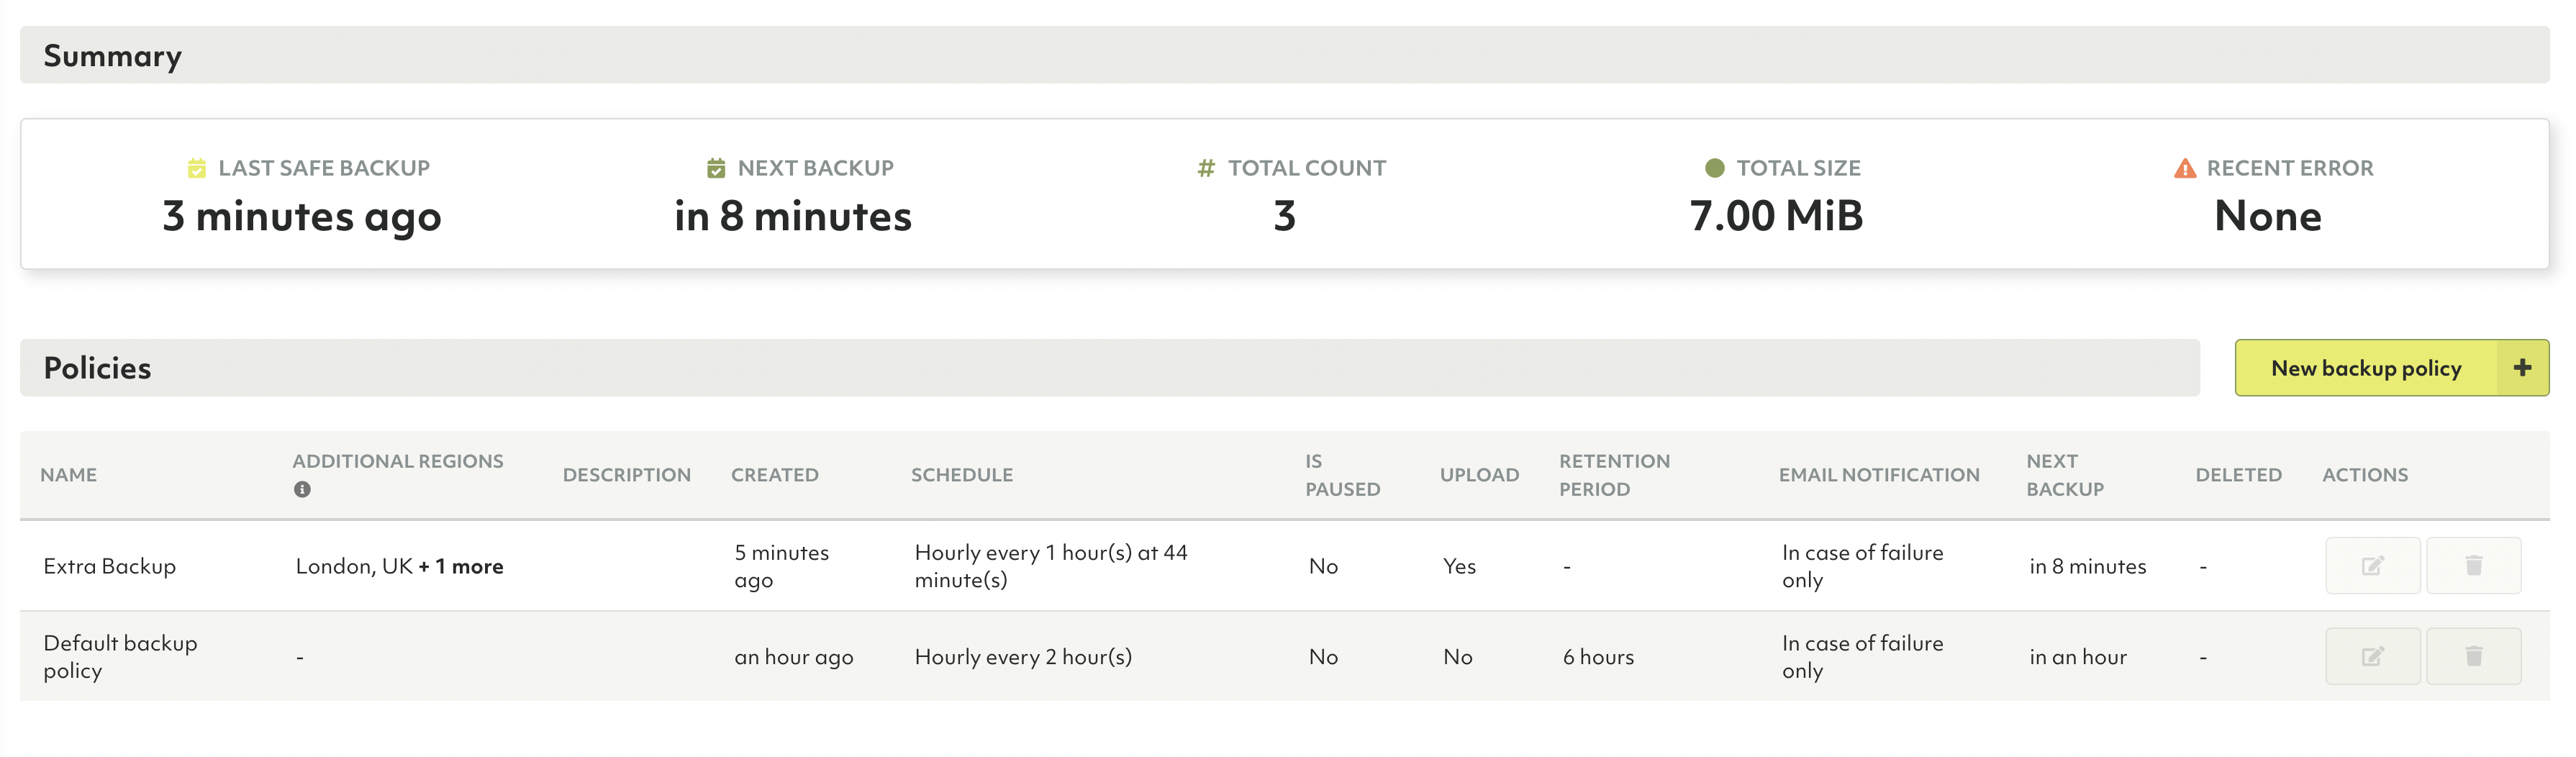 Summary
LAST SAFE BACKUP
3 minutes ago
NEXT BACKUP
in 8 minutes
# TOTAL COUNT
3
TOTAL SIZE
7.00 MiB
RECENT ERROR
None
Policies
New backup policy +
NAME
ADDITIONAL REGIONS
DESCRIPTION
CREATED
SCHEDULE
IS
PAUSED
UPLOAD
RETENTION
PERIOD
EMAIL NOTIFICATION
NEXT
BACKUP
DELETED
ACTIONS
Extra Backup
London, UK + 1 more
5 minutes
ago
Hourly every 1 hour(s) at 44
minute(s)
No
Yes
-
In case of failure
only
in 8 minutes
-
Default backup
policy
-
an hour ago
Hourly every 2 hour(s)
No
No
6 hours
In case of failure
only
in an hour
-